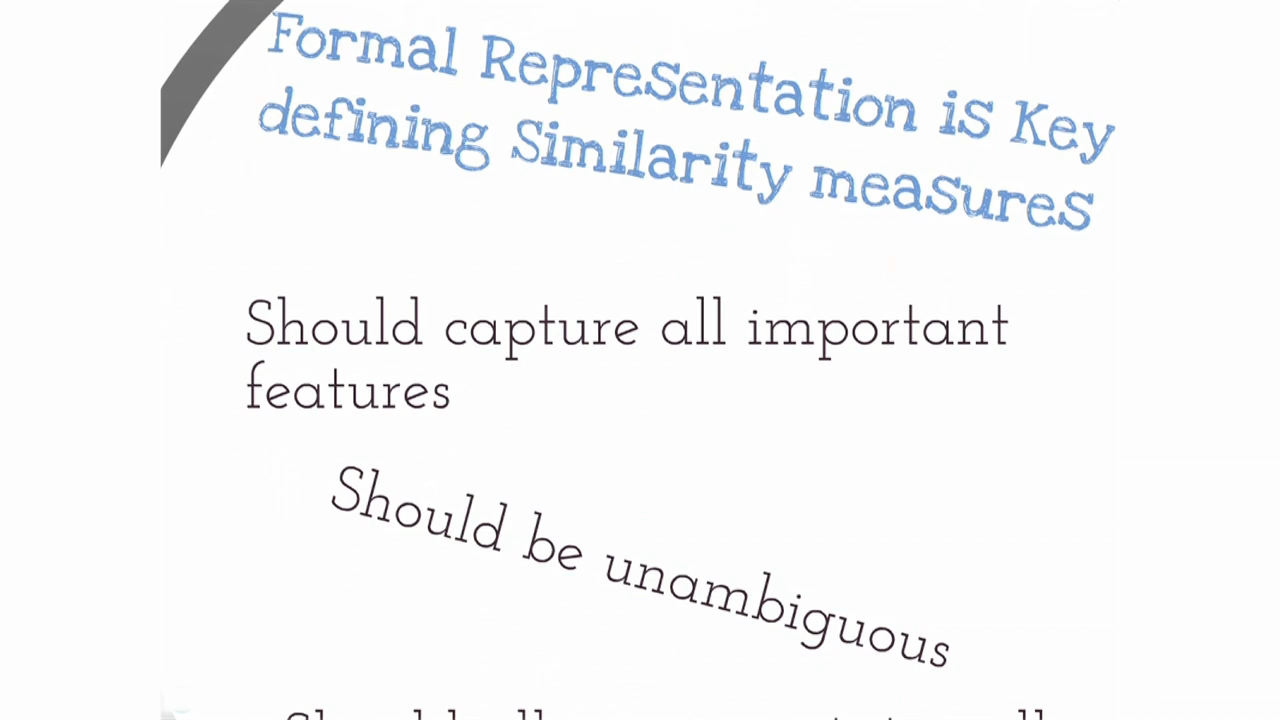 Formal Representation is Key
defining Similarity measures
Should capture all important
features
Should be unambiguous